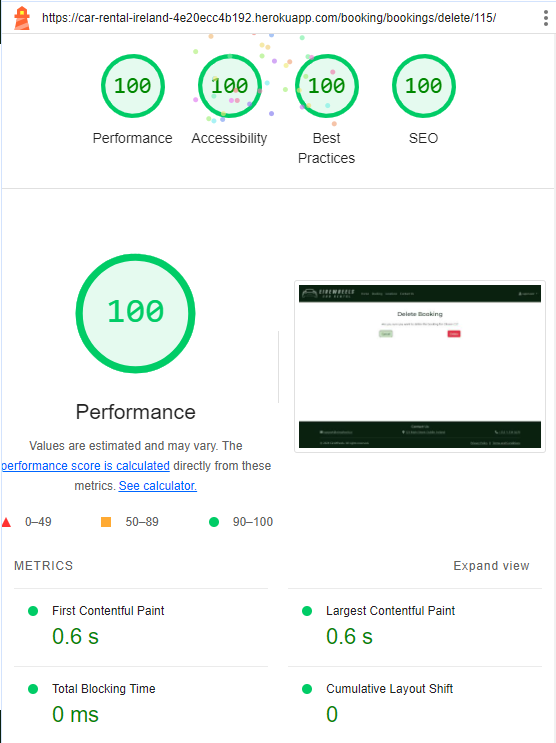 https://car-rental-ireland-4e20ecc4b192.herokuapp.com/booking/bookings/delete/115/
100 100 100 100
Performance Accessibility Best Practices SEO
100
Performance
Values are estimated and may vary. The
performance score is calculated directly from these
metrics. See calculator.
0–49 50–89 90–100
Delete Booking
METRICS Expand view
First Contentful Paint
0.6 s
Largest Contentful Paint
0.6 s
Total Blocking Time
0 ms
Cumulative Layout Shift
0